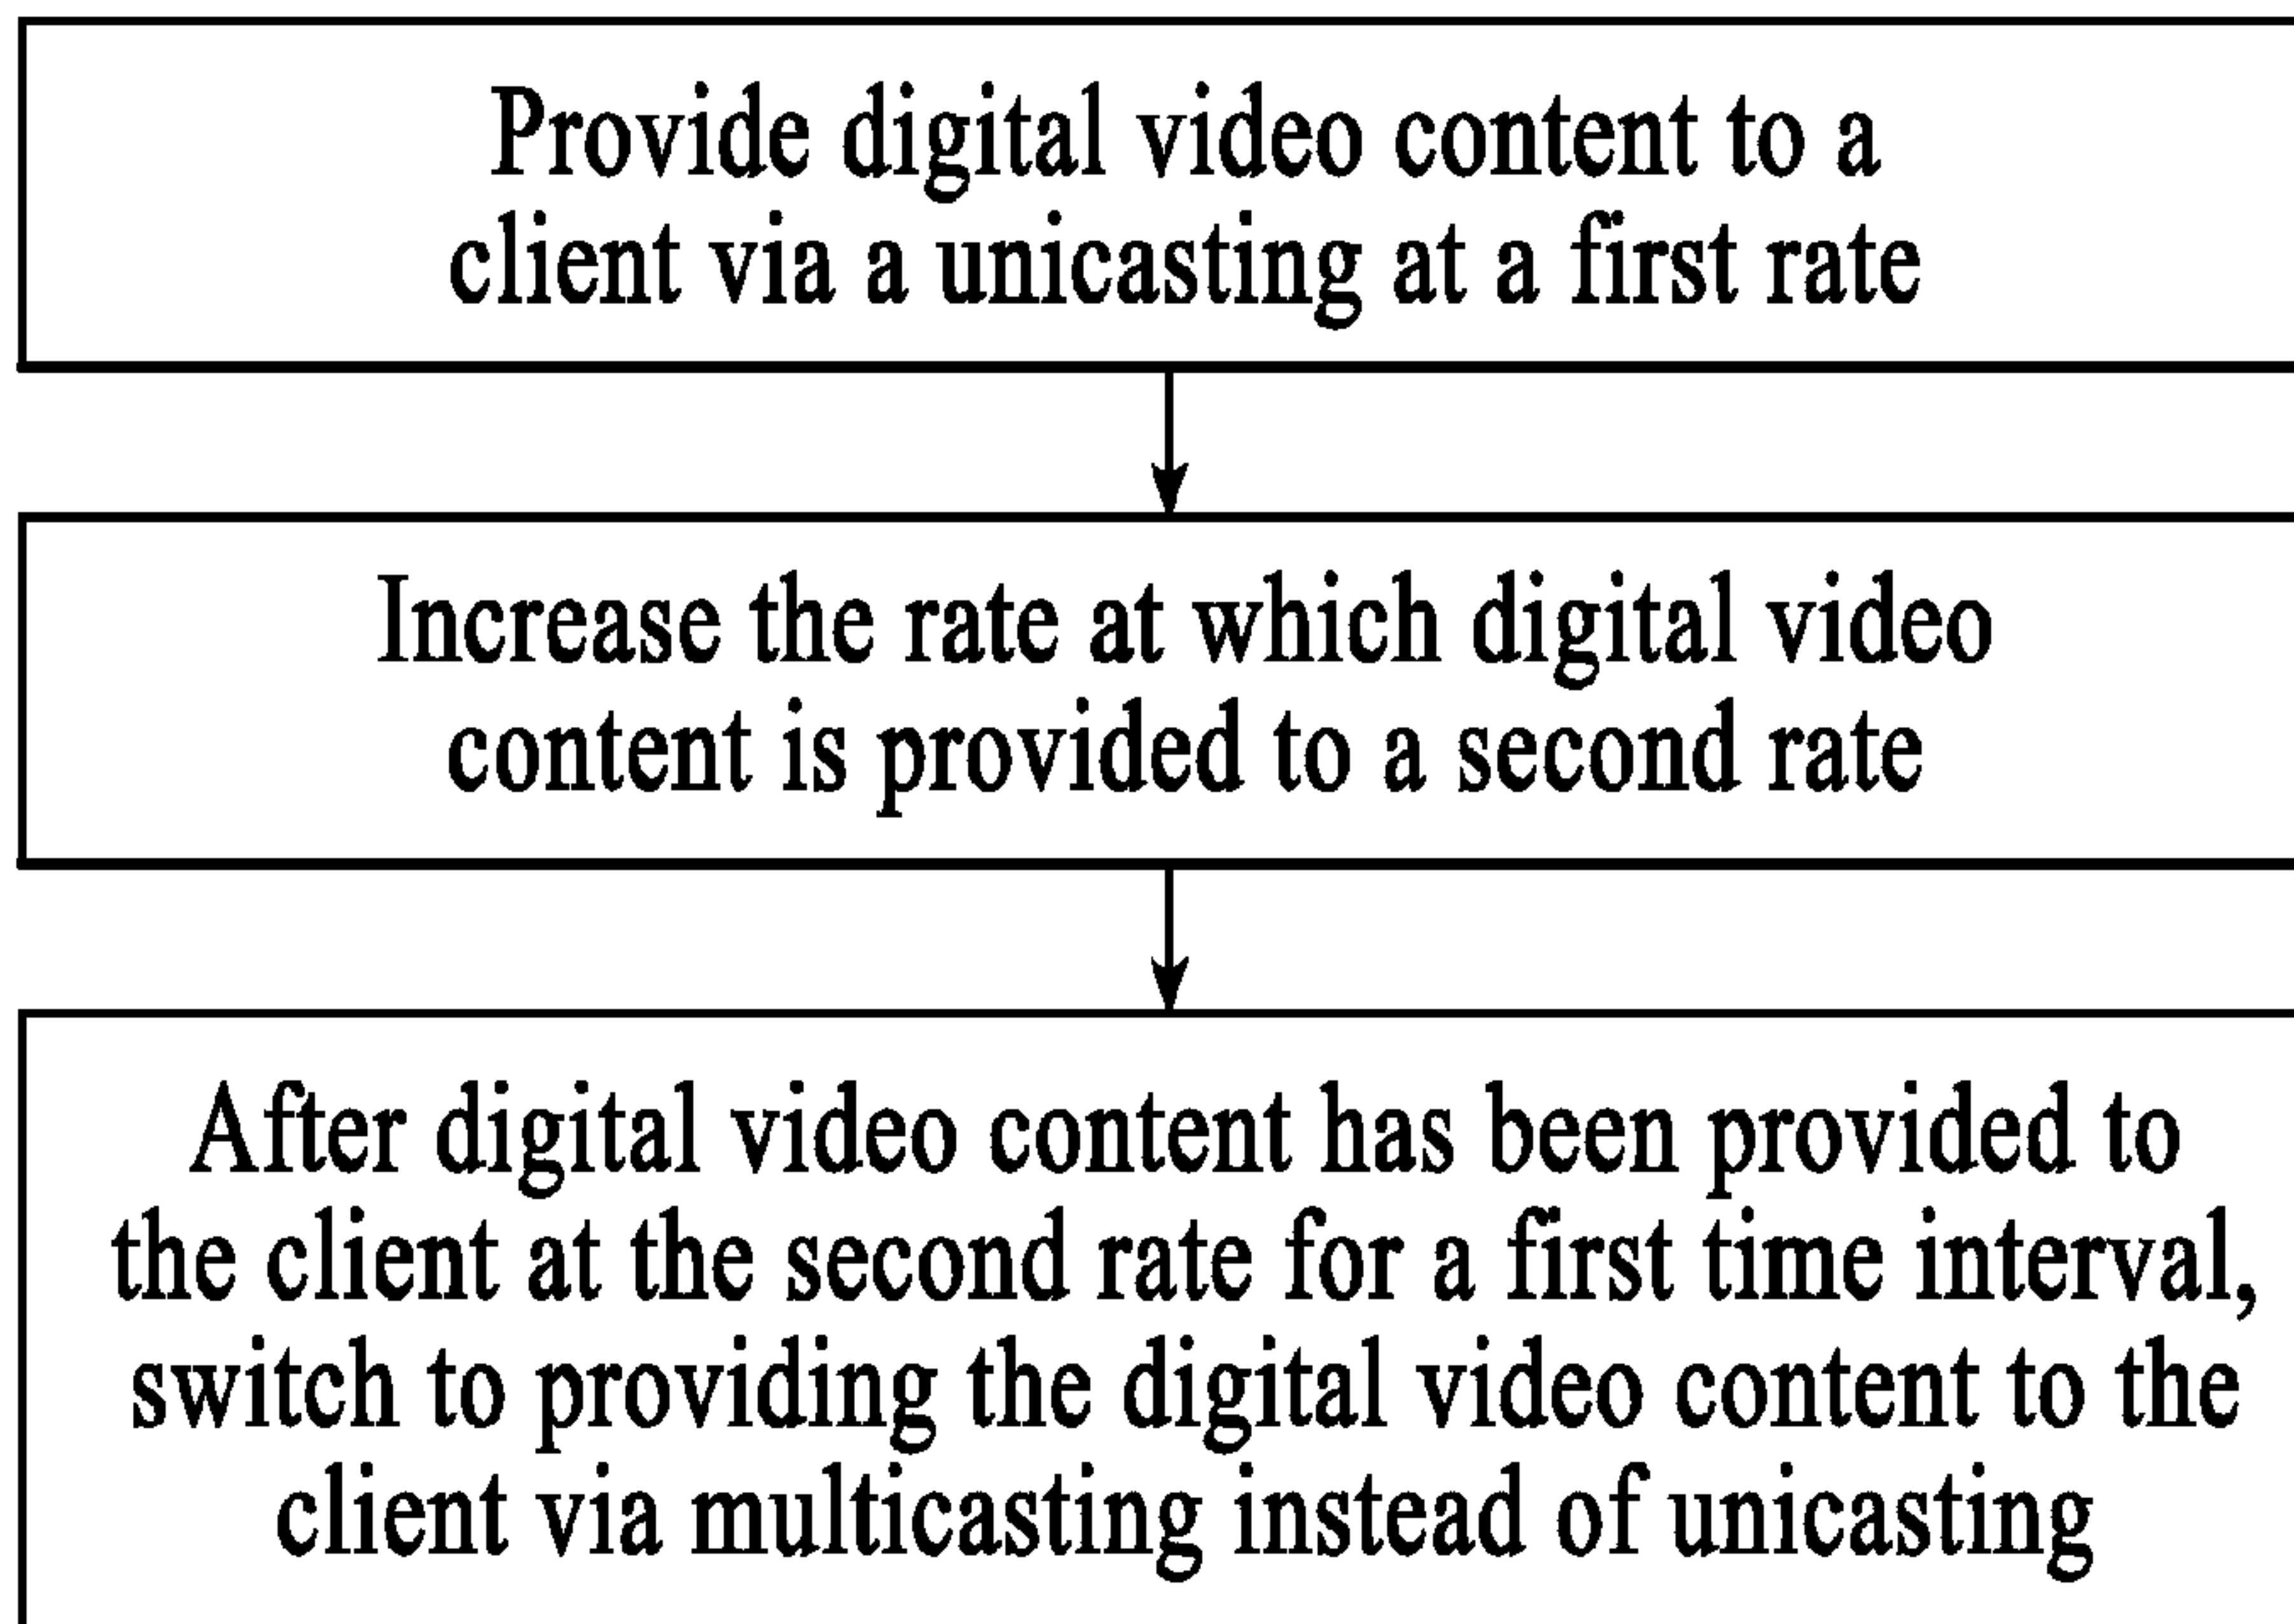 Provide digital video content to a
client via a unicasting at a first rate
Increase the rate at which digital video
content is provided to a second rate
After digital video content has been provided to
the client at the second rate for a first time interval,
switch to providing the digital video content to the
client via multicasting instead of unicasting